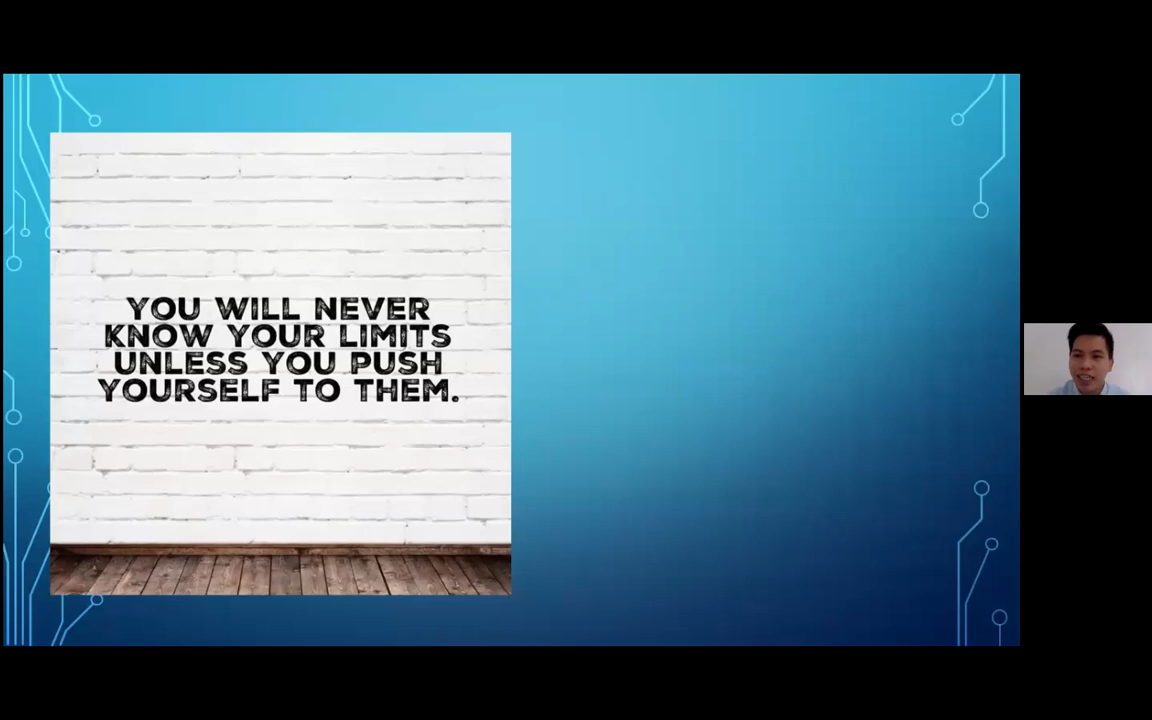 YOU WILL NEVER
KNOW YOUR LIMITS
UNLESS YOU PUSH
YOURSELF TO THEM.